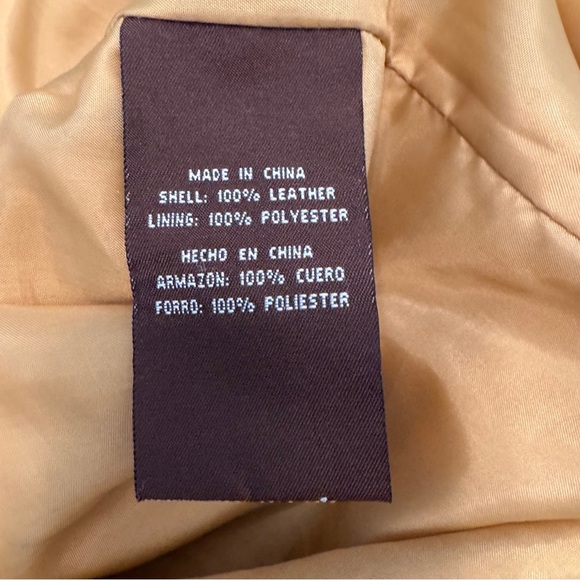 MADE IN CHINA
SHELL: 100% LEATHER
LINING: 100% POLYESTER
HECHO EN CHINA
ARMAZON: 100% CUERO
FORRO: 100% POLIESTER